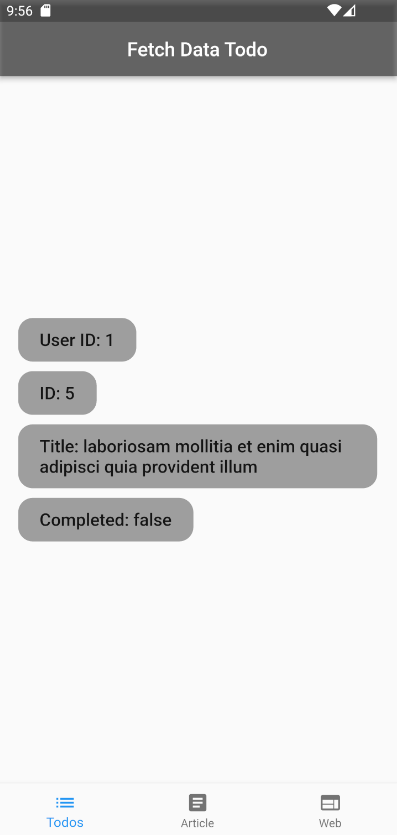 9:56
Fetch Data Todo
User ID: 1
ID: 5
Title: laboriosam mollitia et enim quasi
adipisci quia provident illum
Completed: false
Todos
Article
Web